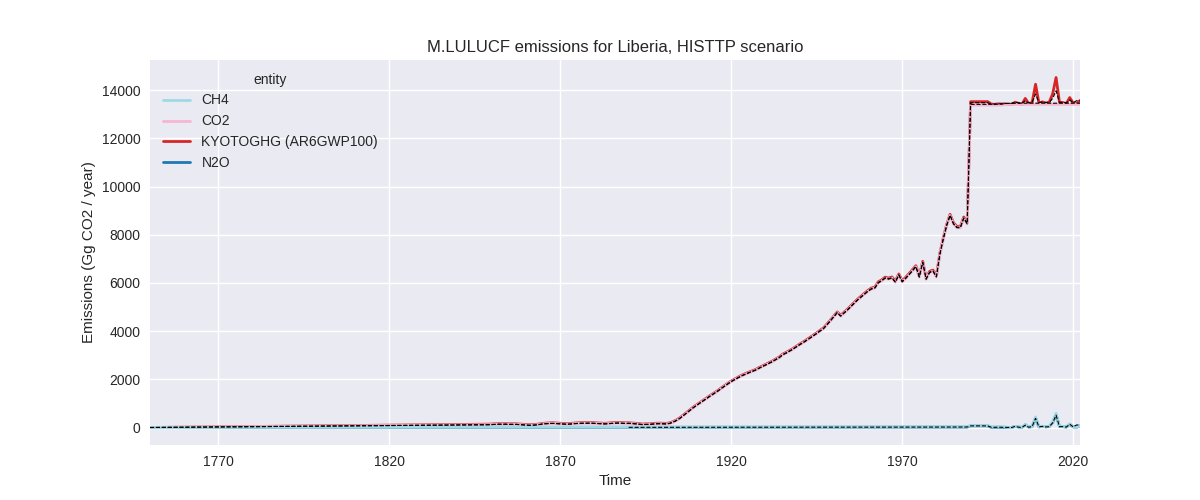 M.LULUCF emissions for Liberia, HISTTP scenario
Emissions (Gg CO2 / year)
14000
12000
10000
8000
6000
4000
2000
0
entity
CH4
CO2
KYOTOGHG (AR6GWP100)
N2O
1770 1820 1870 1920 1970 2020
Time